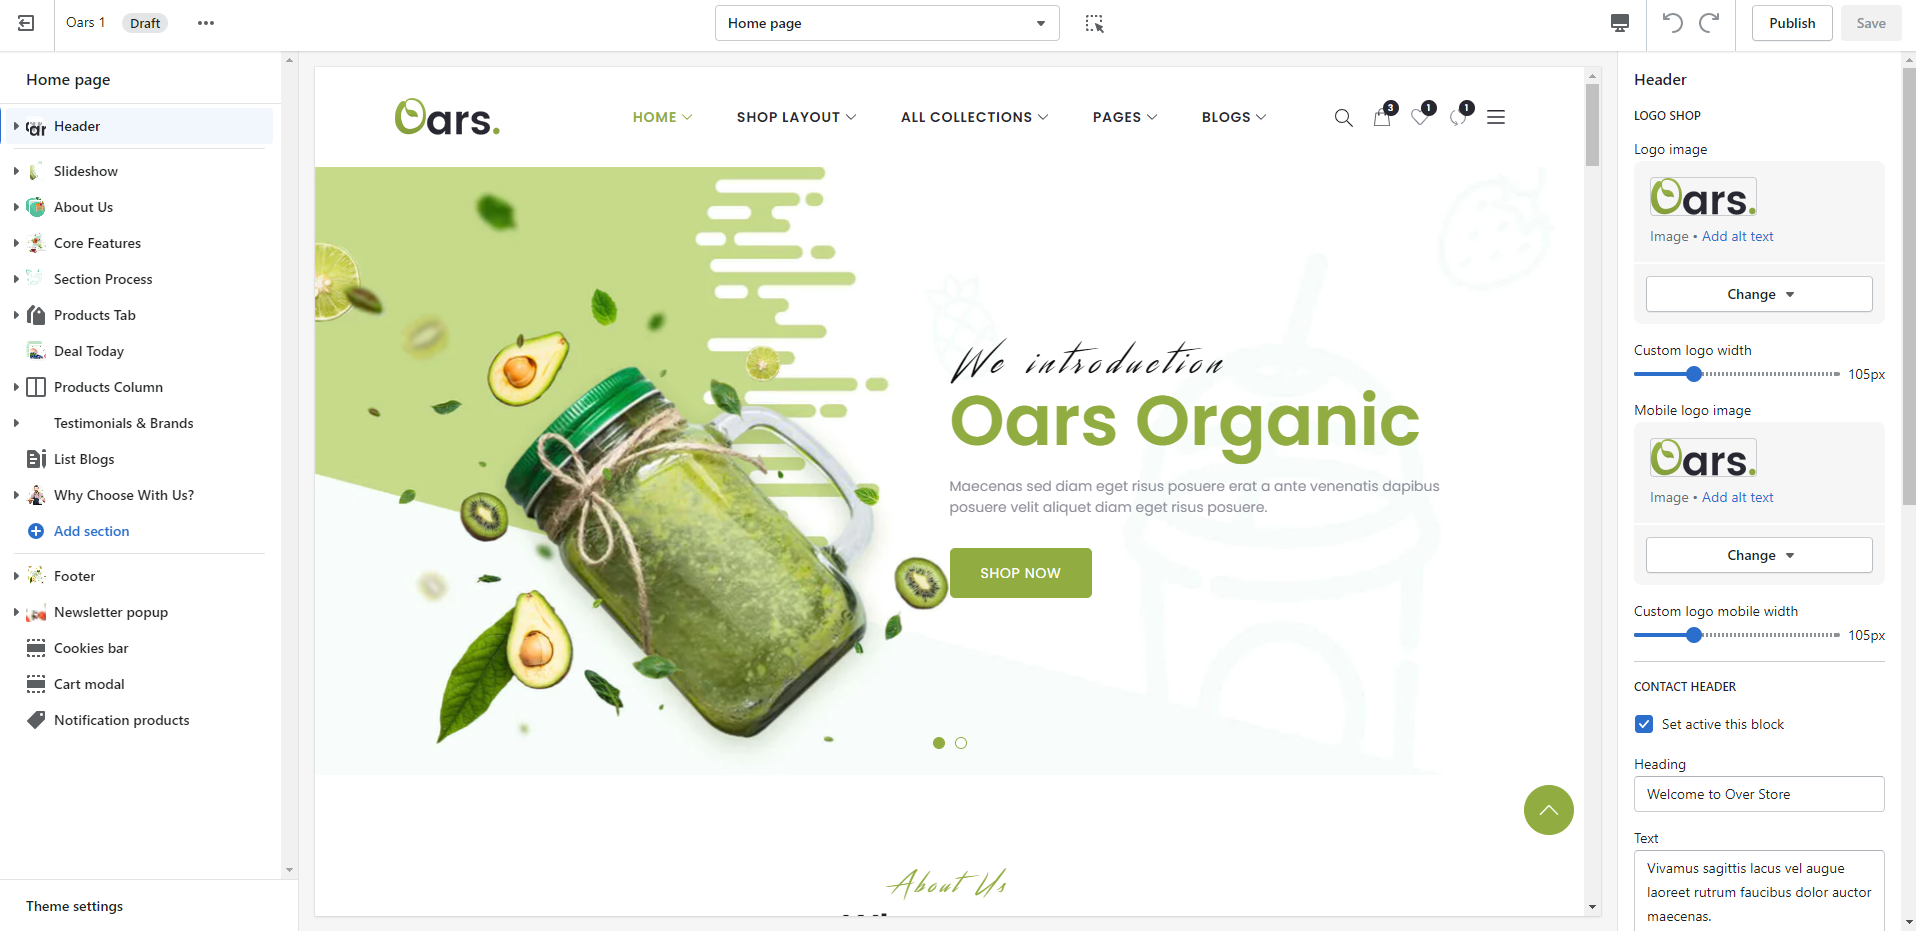 Oars 1
Draft
Home page
Publish
Save
Home page
Header
Slideshow
About Us
Core Features
Section Process
Products Tab
Deal Today
Products Column
Testimonials & Brands
List Blogs
Why Choose With Us?
Add section
Footer
Newsletter popup
Cookies bar
Cart modal
Notification products
Theme settings
Oars.
HOME
SHOP LAYOUT
ALL COLLECTIONS
PAGES
BLOGS
3
1
1
We introduction
Oars Organic
Maecenas sed diam eget risus posuere erat a ante venenatis dapibus
posuere velit aliquet diam eget risus posuere.
SHOP NOW
About Us
Header
LOGO SHOP
Logo image
Oars.
Image • Add alt text
Change
Custom logo width
105px
Mobile logo image
Oars.
Image • Add alt text
Change
Custom logo mobile width
105px
CONTACT HEADER
Set active this block
Heading
Welcome to Over Store
Text
Vivamus sagittis lacus vel augue
laoreet rutrum faucibus dolor auctor
maecenas.